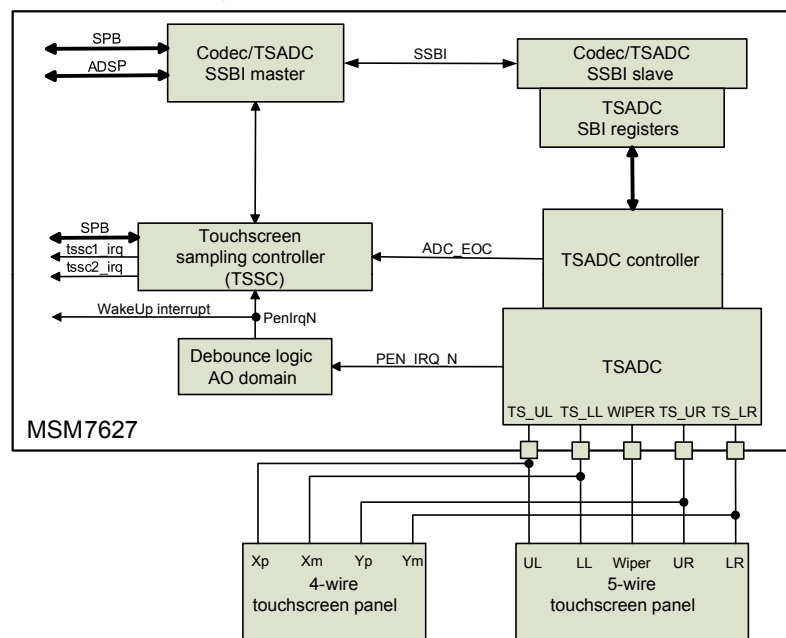 SPB
ADSP
Codec/TSADC
SSBI master
SSBI
Codec/TSADC
SSBI slave
TSADC
SBI registers
SPB
tssc1_irq
tssc2_irq
Touchscreen
sampling controller
(TSSC)
ADC_EOC
TSADC controller
WakeUp interrupt
PenIrqN
Debounce logic
AO domain
PEN_IRQ_N
TSADC
TS_UL TS_LL WIPER TS_UR TS_LR
MSM7627
Xp Xm Yp Ym
4-wire
touchscreen panel
UL LL Wiper UR LR
5-wire
touchscreen panel